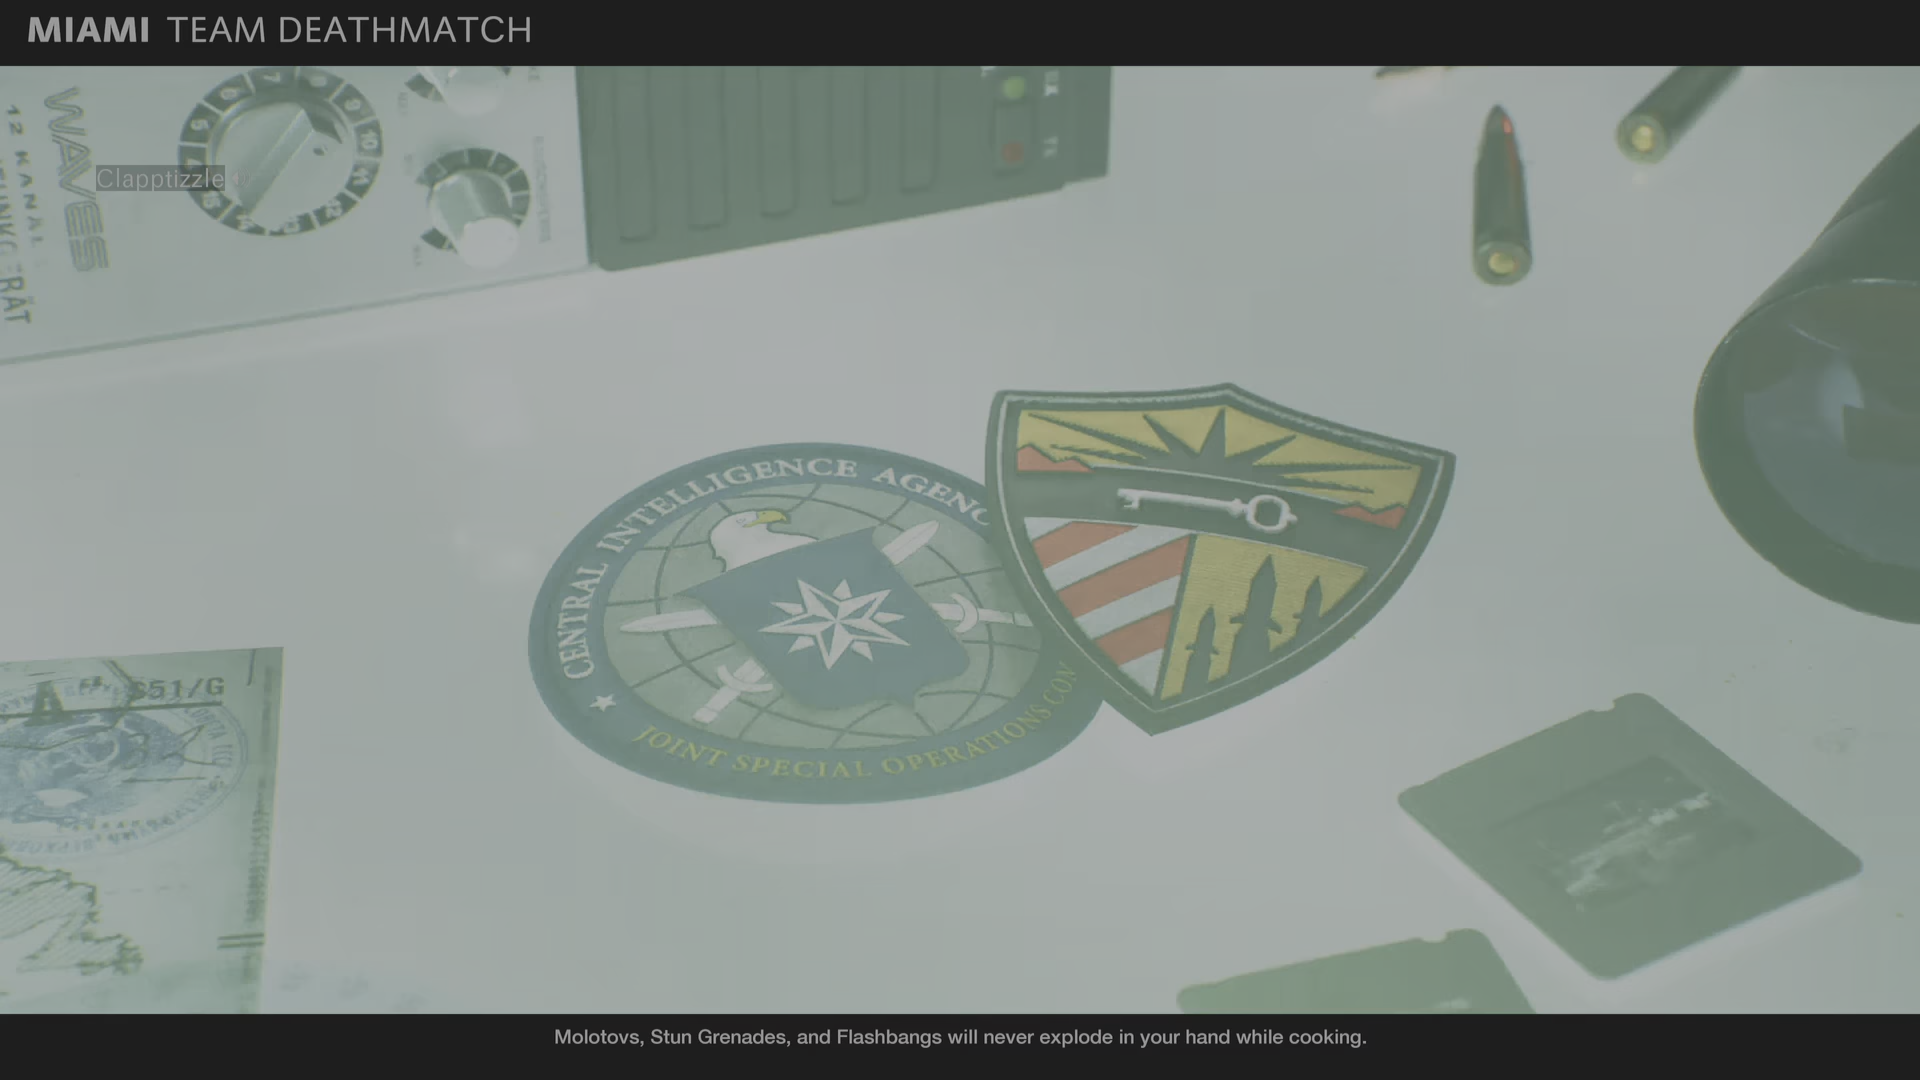 MIAMI TEAM DEATHMATCH
WAVES
12 KANAL
Clapptizzle
CENTRAL INTELLIGENCE AGENC
JOINT SPECIAL OPERATIONS COM
651/G
Molotovs, Stun Grenades, and Flashbangs will never explode in your hand while cooking.